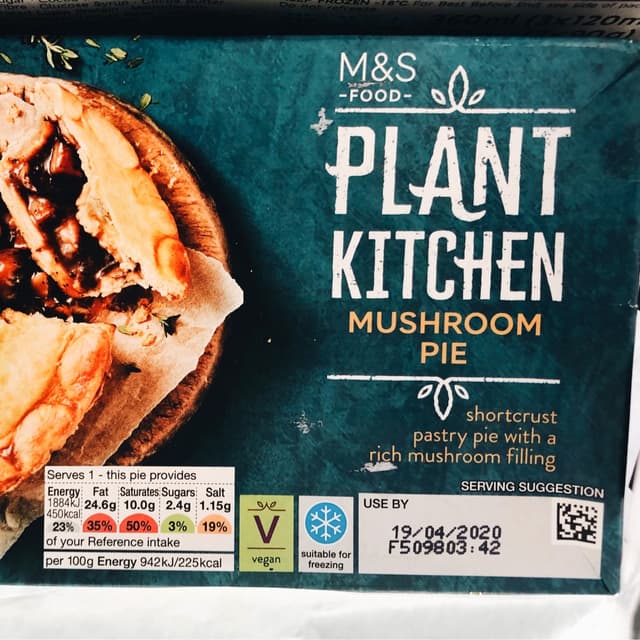 360ml (3x120m
M&S
-FOOD-
PLANT
KITCHEN
MUSHROOM
PIE
shortcrust
pastry pie with a
rich mushroom filling
SERVING SUGGESTION
Serves 1 - this pie provides
Energy Fat Saturates Sugars Salt
1884kJ 24.6g 10.0g 2.4g 1.15g
450kcal
23% 35% 50% 3% 19%
of your Reference intake
per 100g Energy 942kJ/225kcal
V
vegan
suitable for
freezing
USE BY
19/04/2020
F509803:42